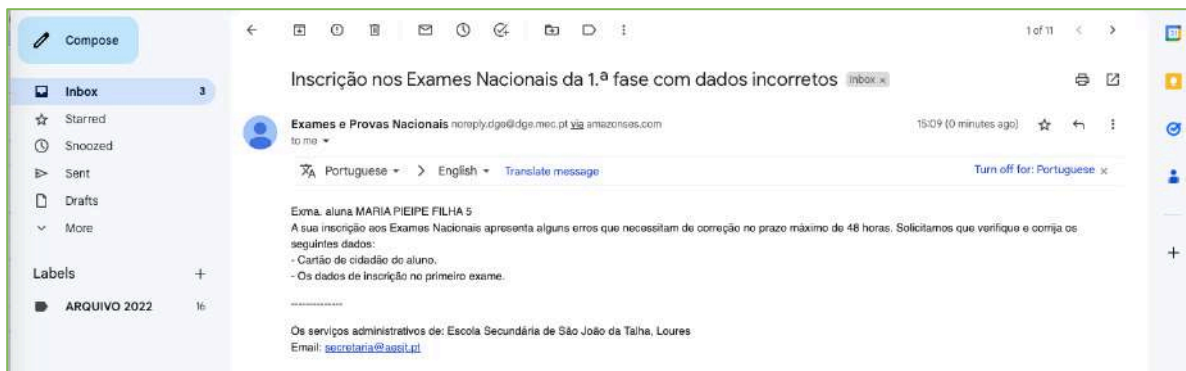 Compose
1 of 11
Inscrição nos Exames Nacionais da 1.ª fase com dados incorretos Inbox x
Inbox 3
Starred
Exames e Provas Nacionais noreply.dge@dge.mec.pt via amazonses.com 15:09 (0 minutes ago)
to me
Snoozed
Sent
Portuguese > English Translate message Turn off for: Portuguese x
Drafts
More
Exma. aluna MARIA PIEIPE FILHA 5
A sua inscrição aos Exames Nacionais apresenta alguns erros que necessitam de correção no prazo máximo de 48 horas. Solicitamos que verifique e corrija os
seguintes dados:
- Cartão de cidadão do aluno.
- Os dados de inscrição no primeiro exame.
Labels +
ARQUIVO 2022 16
--------------
Os serviços administrativos de: Escola Secundária de São João da Talha, Loures
Email: